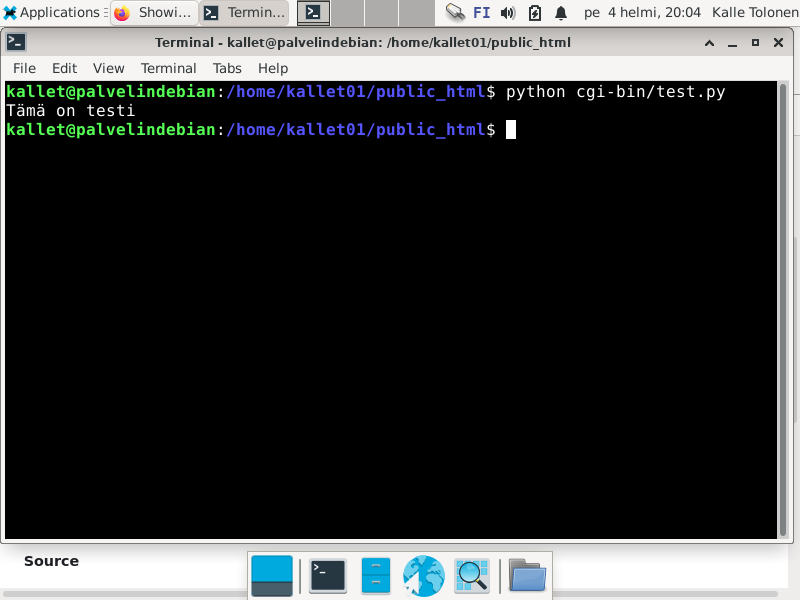 Applications
Showi...
Termin...
FI
pe 4 helmi, 20:04
Kalle Tolonen
Terminal - kallet@palvelindebian: /home/kallet01/public_html
File Edit View Terminal Tabs Help
kallet@palvelindebian:/home/kallet01/public_html$ python cgi-bin/test.py
Tämä on testi
kallet@palvelindebian:/home/kallet01/public_html$
Source